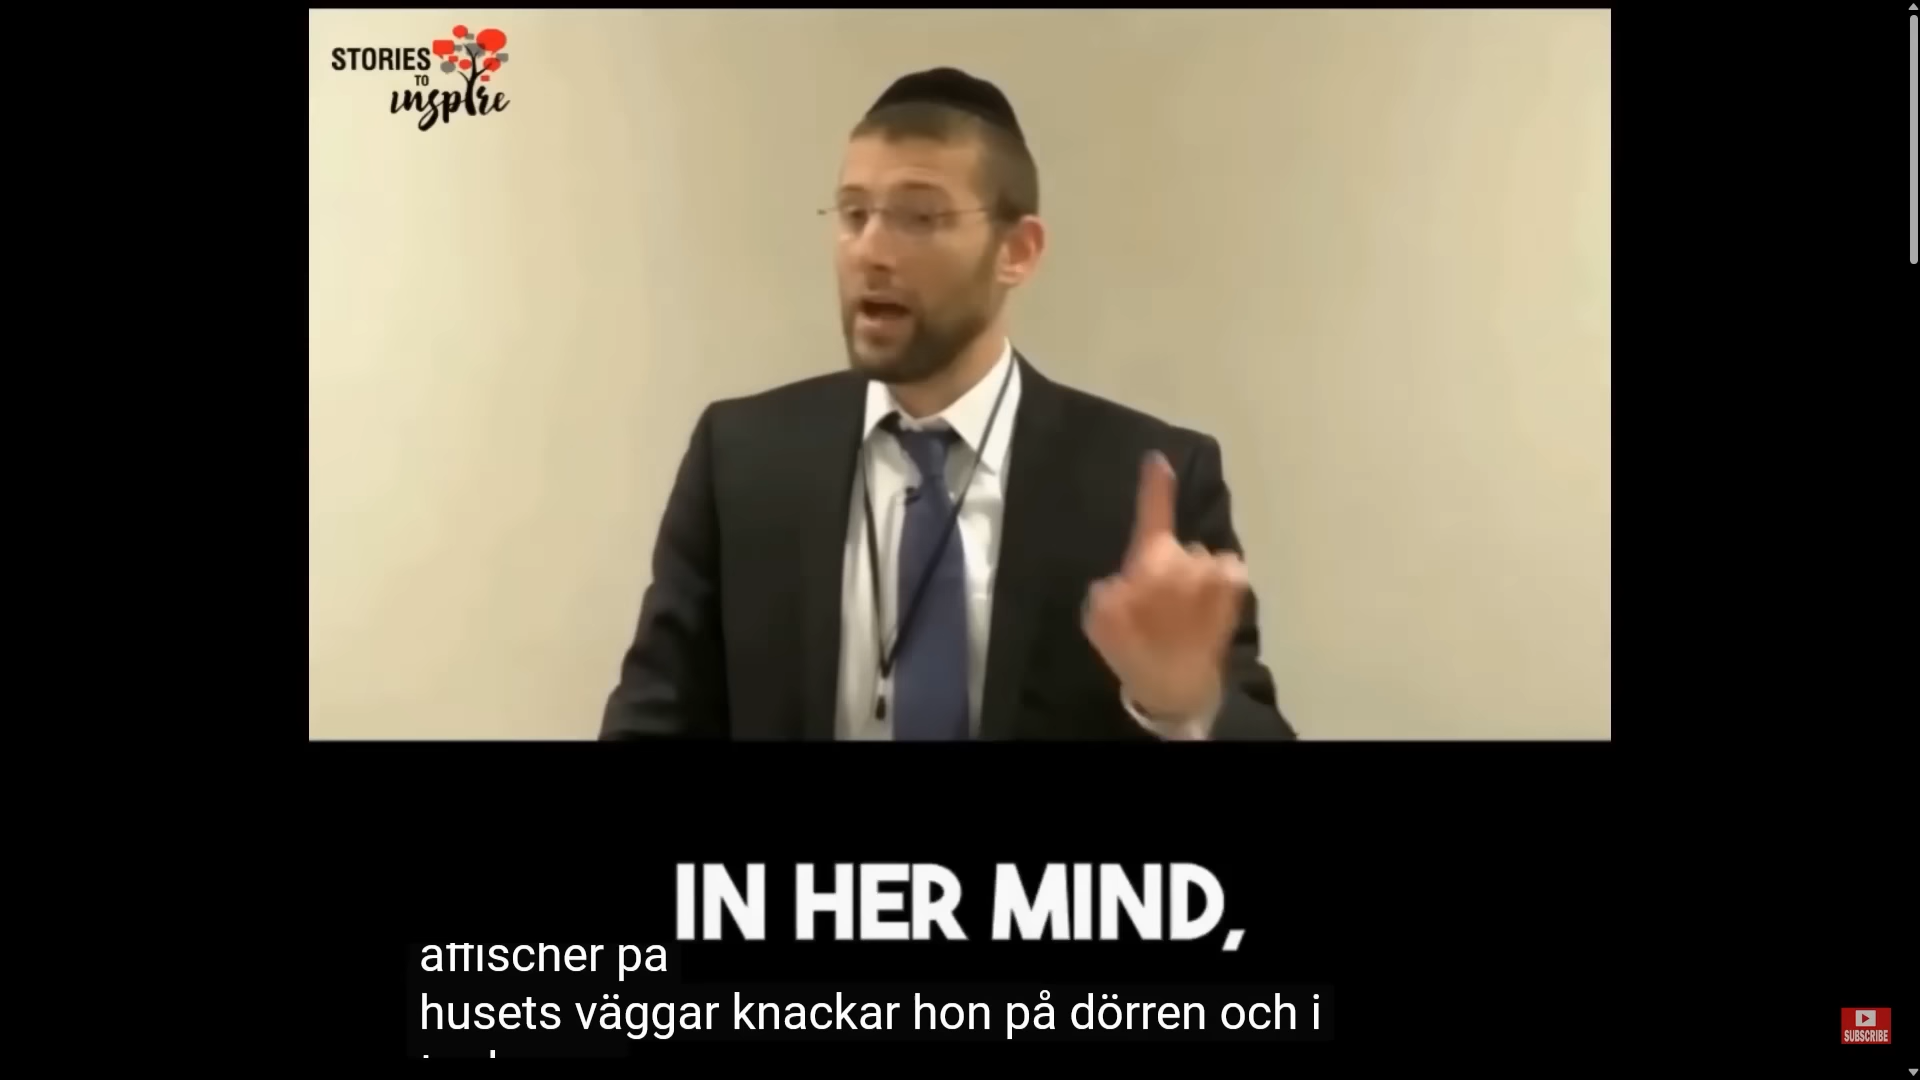 STORIES
TO
inspire
IN HER MIND,
affischer på
husets väggar knackar hon på dörren och i
SUBSCRIBE